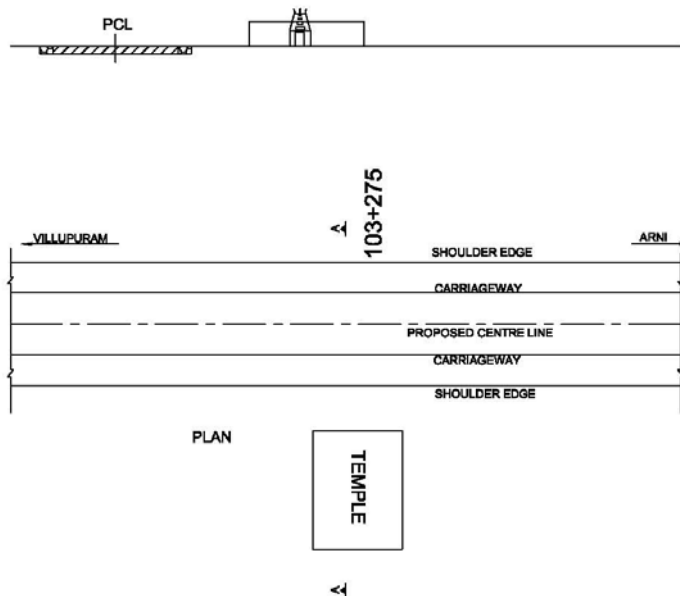 PCL
A
103+275
VILLUPURAM
ARNI
SHOULDER EDGE
CARRIAGEWAY
PROPOSED CENTRE LINE
CARRIAGEWAY
SHOULDER EDGE
PLAN
TEMPLE
A